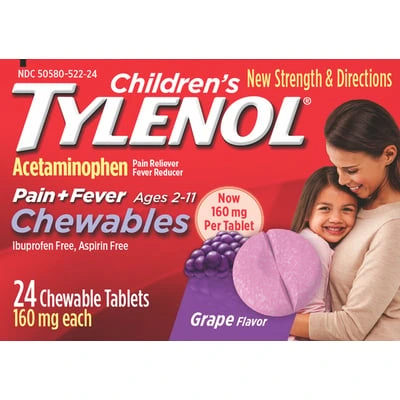 NDC 50580-522-24
Children's
New Strength & Directions
TYLENOL®
Acetaminophen
Pain Reliever
Fever Reducer
Pain + Fever Ages 2-11
Chewables
Ibuprofen Free, Aspirin Free
Now
160 mg
Per Tablet
24 Chewable Tablets
160 mg each
Grape Flavor